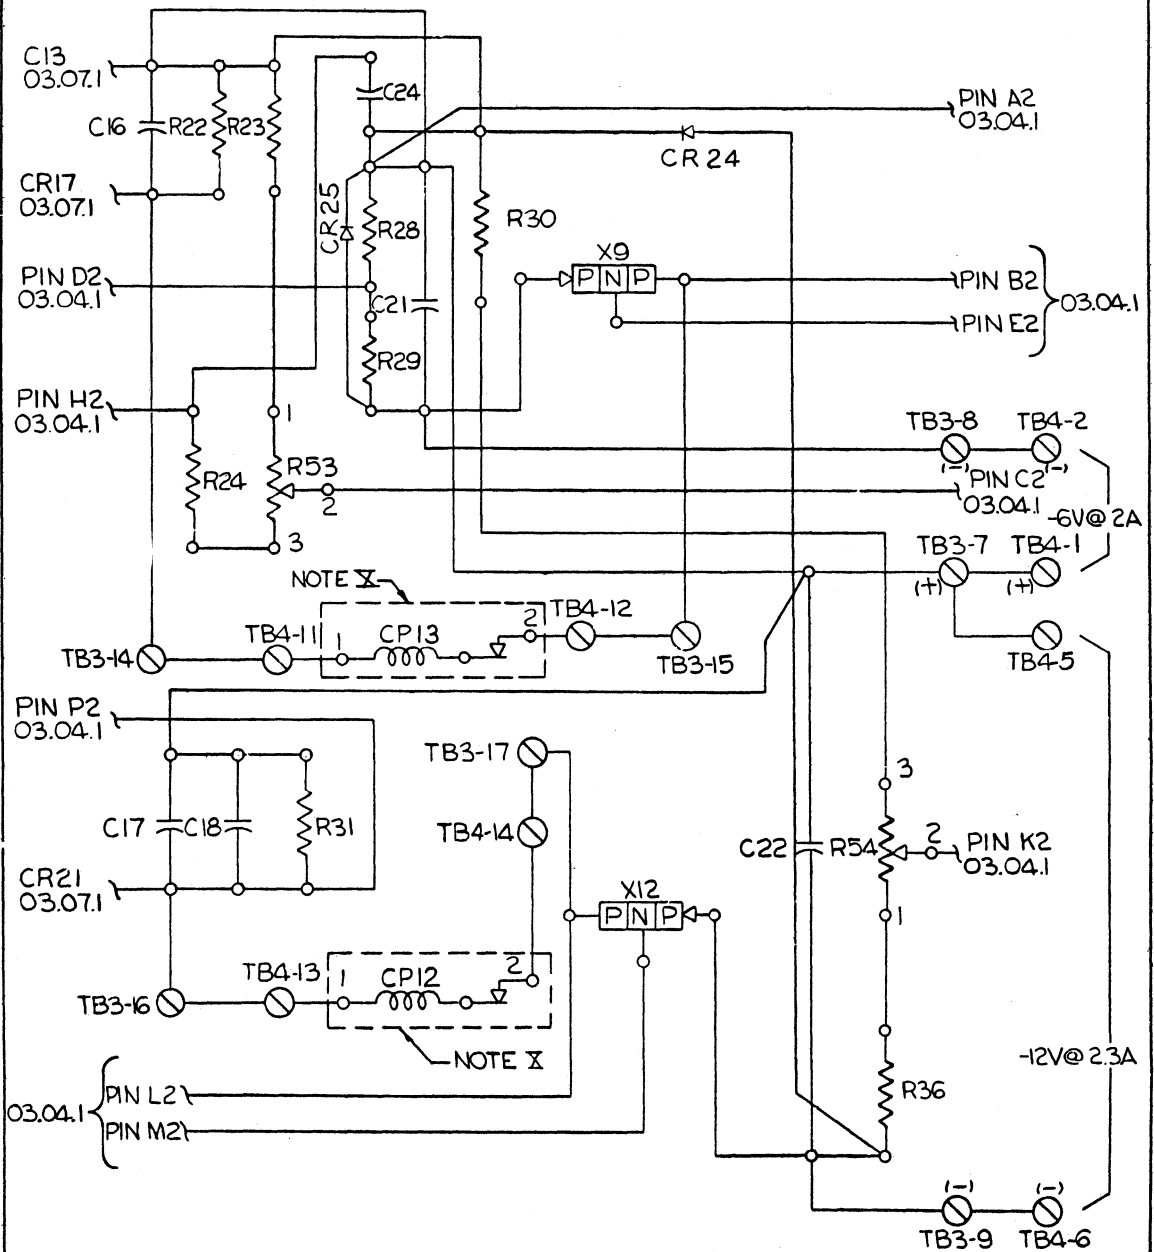 C13
03.07.1
C16
R22
R23
C24
PIN A2
03.04.1
CR 24
CR17
03.07.1
CR 25
R28
R30
X9
P N P
PIN B2
03.04.1
PIN E2
PIN D2
03.04.1
C21
R29
PIN H2
03.04.1
1
R24
R53
2
3
TB3-8
TB4-2
(-)
(-)
PIN C2
03.04.1
-6V@ 2A
TB3-7
TB4-1
(+)
(+)
NOTE X
TB4-11
1
CP13
2
TB4-12
TB3-14
TB3-15
TB4-5
PIN P2
03.04.1
TB3-17
TB4-14
3
C17
C18
R31
C22
R54
2
PIN K2
03.04.1
CR21
03.07.1
X12
P N P
1
TB4-13
1
CP12
2
TB3-16
NOTE X
-12V@ 2.3A
03.04.1
PIN L2
PIN M2
R36
(-)
(-)
TB3-9
TB4-6